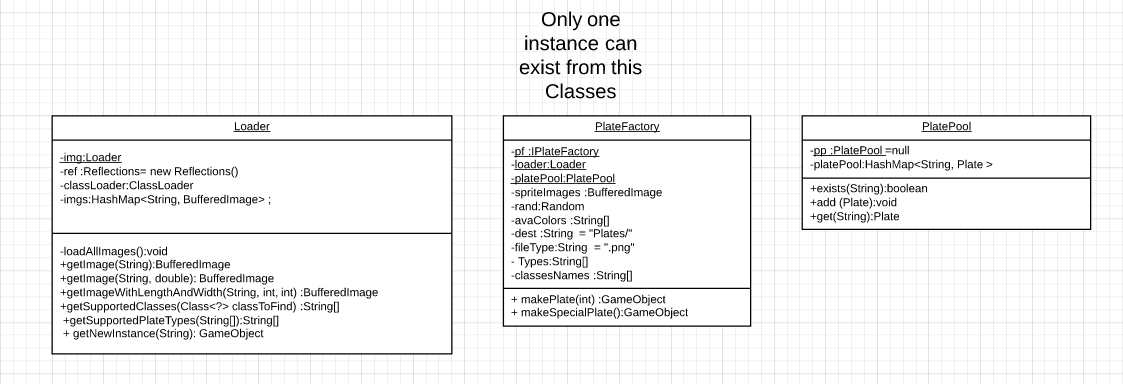 Only one
instance can
exist from this
Classes
Loader
-img:Loader
-ref :Reflections= new Reflections()
-classLoader:ClassLoader
-imgs:HashMap<String, BufferedImage> ;
-loadAllImages():void
+getImage(String):BufferedImage
+getImage(String, double): BufferedImage
+getImageWithLengthAndWidth(String, int, int) :BufferedImage
+getSupportedClasses(Class<?> classToFind) :String[]
+getSupportedPlateTypes(String[]):String[]
+ getNewInstance(String): GameObject
PlateFactory
-pf :IPlateFactory
-loader:Loader
-platePool:PlatePool
-spriteImages :BufferedImage
-rand:Random
-avaColors :String[]
-dest :String = "Plates/"
-fileType:String = ".png"
- Types:String[]
-classesNames :String[]
+ makePlate(int) :GameObject
+ makeSpecialPlate():GameObject
PlatePool
-pp :PlatePool =null
-platePool:HashMap<String, Plate >
+exists(String):boolean
+add (Plate):void
+get(String):Plate